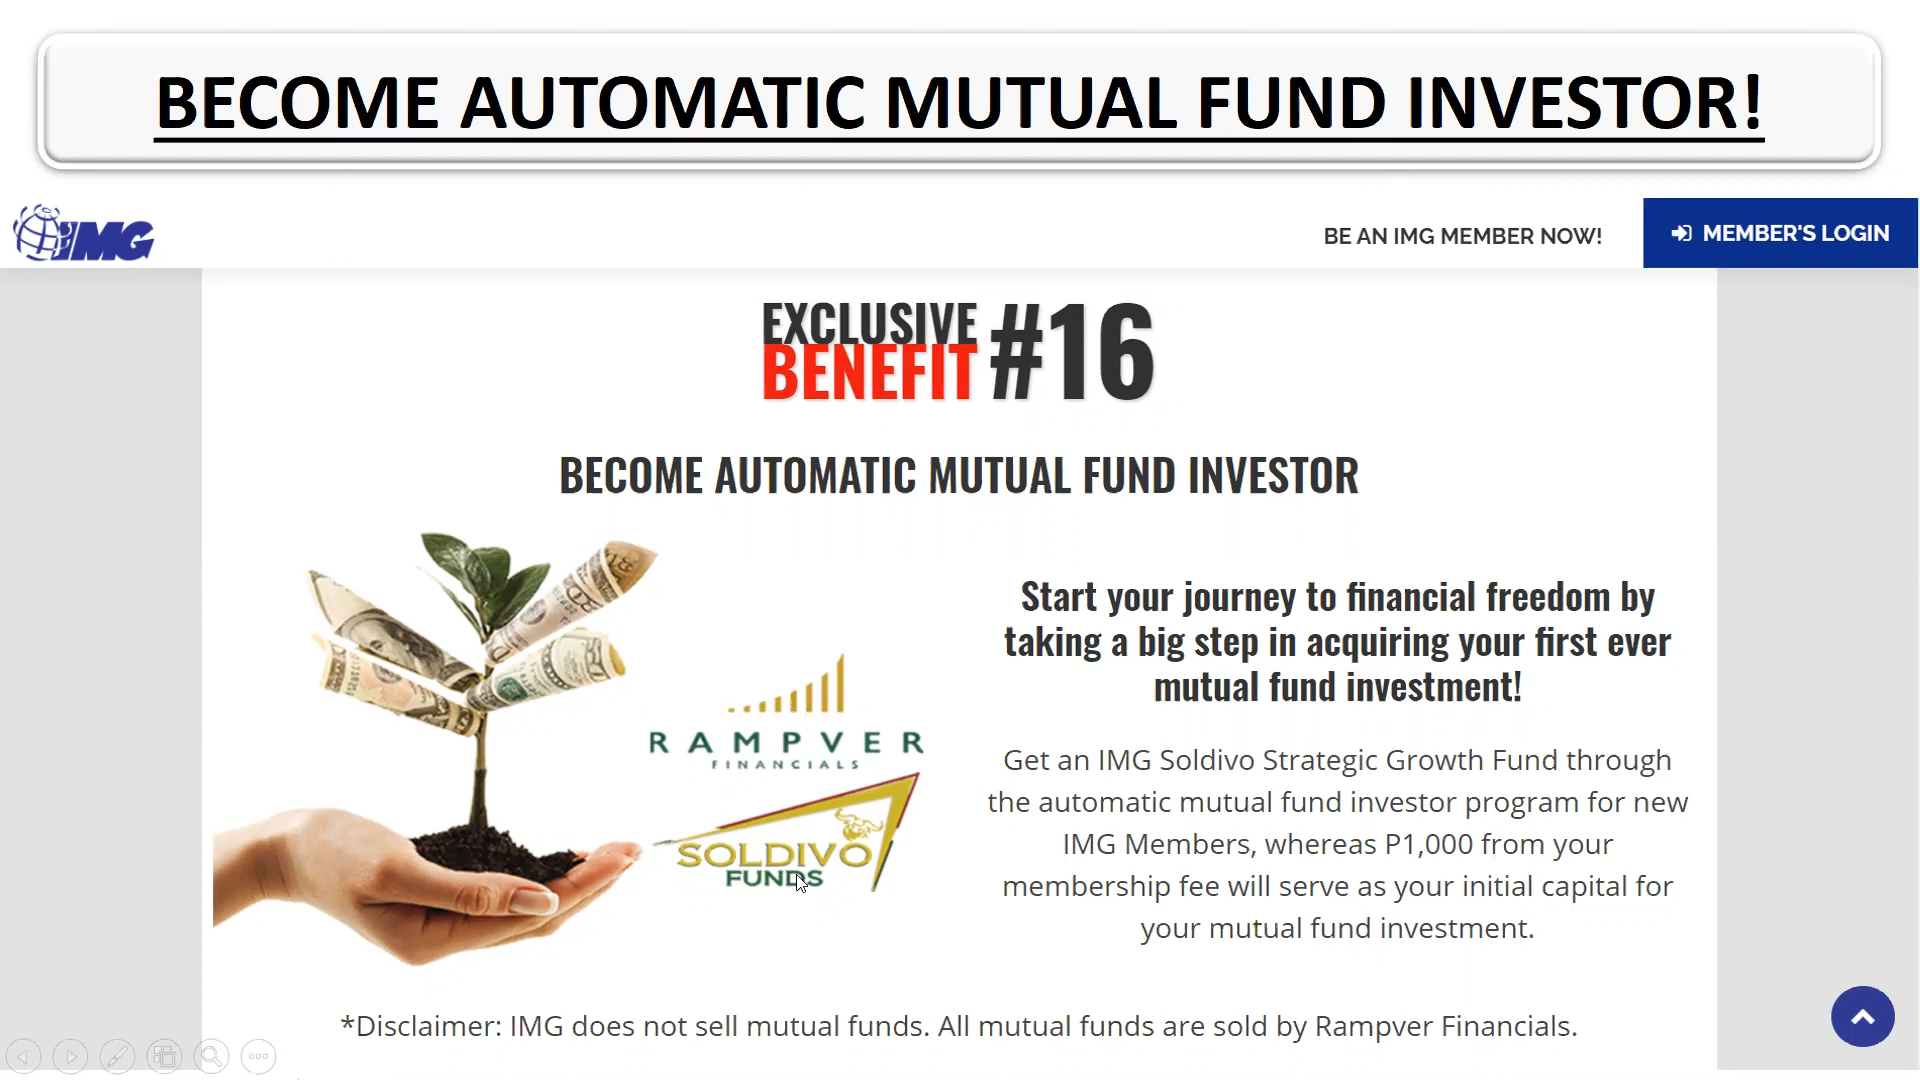 BECOME AUTOMATIC MUTUAL FUND INVESTOR!
IMG
BE AN IMG MEMBER NOW!
MEMBER'S LOGIN
EXCLUSIVE
BENEFIT
#16
BECOME AUTOMATIC MUTUAL FUND INVESTOR
Start your journey to financial freedom by
taking a big step in acquiring your first ever
mutual fund investment!
RAMPVER
FINANCIALS
SOLDIVO
FUNDS
Get an IMG Soldivo Strategic Growth Fund through
the automatic mutual fund investor program for new
IMG Members, whereas P1,000 from your
membership fee will serve as your initial capital for
your mutual fund investment.
*Disclaimer: IMG does not sell mutual funds. All mutual funds are sold by Rampver Financials.